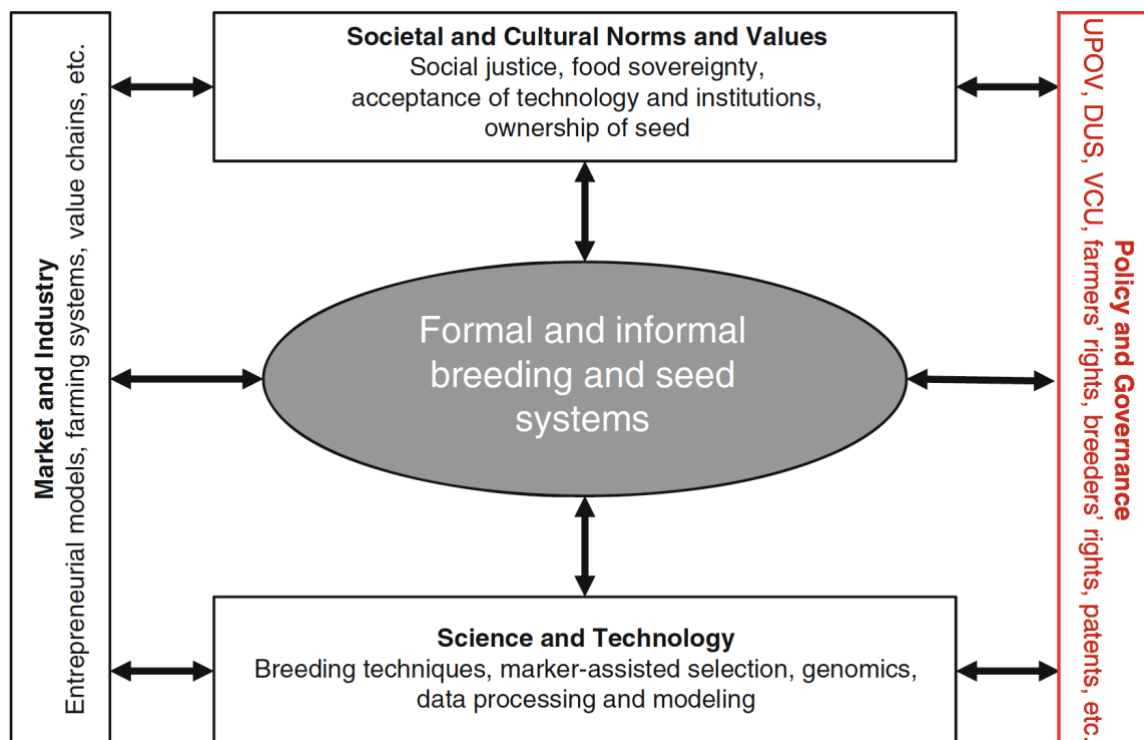 Societal and Cultural Norms and Values
Social justice, food sovereignty,
acceptance of technology and institutions,
ownership of seed
Market and Industry
Entrepreneurial models, farming systems, value chains, etc.
Formal and informal
breeding and seed
systems
Policy and Governance
UPOV, DUS, VCU, farmers' rights, breeders' rights, patents, etc.
Science and Technology
Breeding techniques, marker-assisted selection, genomics,
data processing and modeling